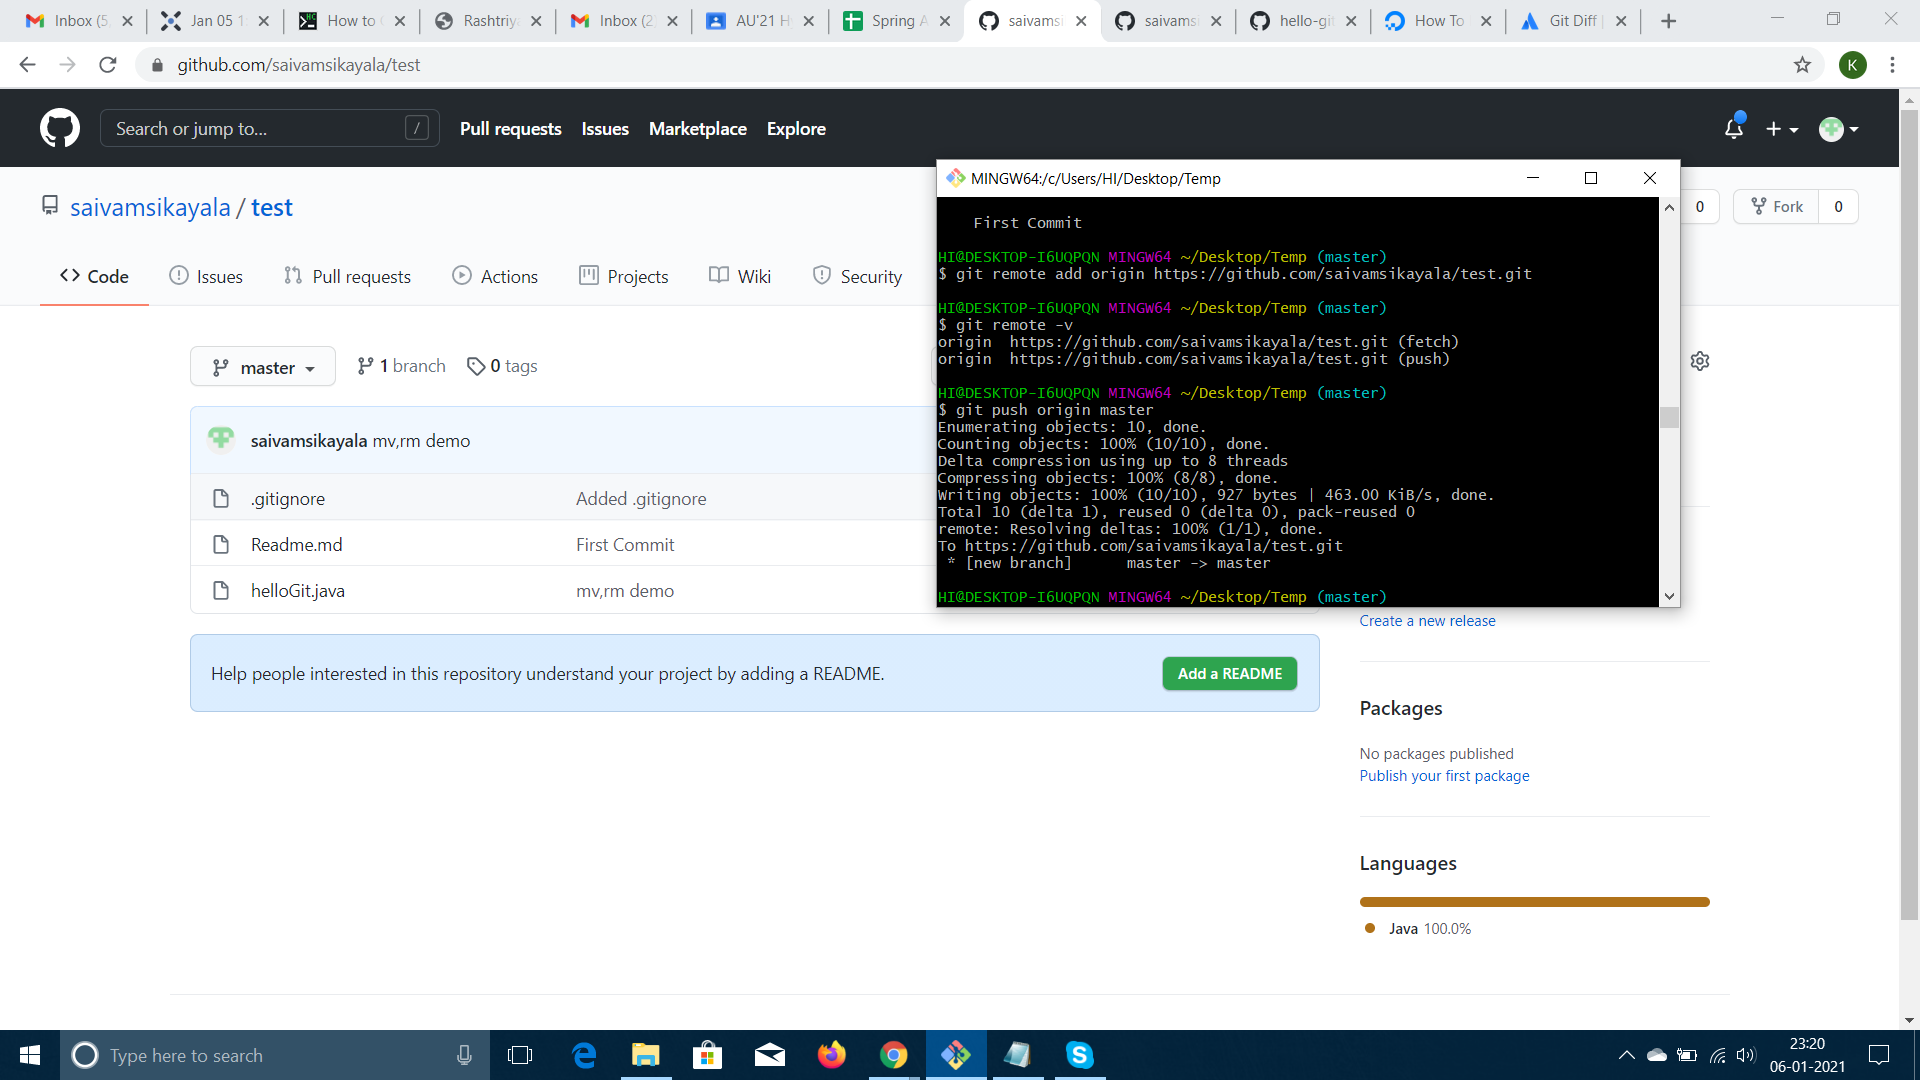 Inbox (5
Jan 05 1
How to
Rashtriy
Inbox (2
AU'21 H
Spring A
saivamsi
saivams
hello-git
How To
Git Diff
github.com/saivamsikayala/test
K
Search or jump to...
/
Pull requests
Issues
Marketplace
Explore
saivamsikayala / test
0
Fork
0
Code
Issues
Pull requests
Actions
Projects
Wiki
Security
master
1 branch
0 tags
saivamsikayala mv,rm demo
.gitignore
Added .gitignore
Readme.md
First Commit
helloGit.java
mv,rm demo
Help people interested in this repository understand your project by adding a README.
Add a README
MINGW64:/c/Users/HI/Desktop/Temp
First Commit
HI@DESKTOP-I6UQPQN MINGW64 ~/Desktop/Temp (master)
$ git remote add origin https://github.com/saivamsikayala/test.git
HI@DESKTOP-I6UQPQN MINGW64 ~/Desktop/Temp (master)
$ git remote -v
origin  https://github.com/saivamsikayala/test.git (fetch)
origin  https://github.com/saivamsikayala/test.git (push)
HI@DESKTOP-I6UQPQN MINGW64 ~/Desktop/Temp (master)
$ git push origin master
Enumerating objects: 10, done.
Counting objects: 100% (10/10), done.
Delta compression using up to 8 threads
Compressing objects: 100% (8/8), done.
Writing objects: 100% (10/10), 927 bytes | 463.00 KiB/s, done.
Total 10 (delta 1), reused 0 (delta 0), pack-reused 0
remote: Resolving deltas: 100% (1/1), done.
To https://github.com/saivamsikayala/test.git
 * [new branch]      master -> master
HI@DESKTOP-I6UQPQN MINGW64 ~/Desktop/Temp (master)
Create a new release
Packages
No packages published
Publish your first package
Languages
Java 100.0%
Type here to search
23:20
06-01-2021